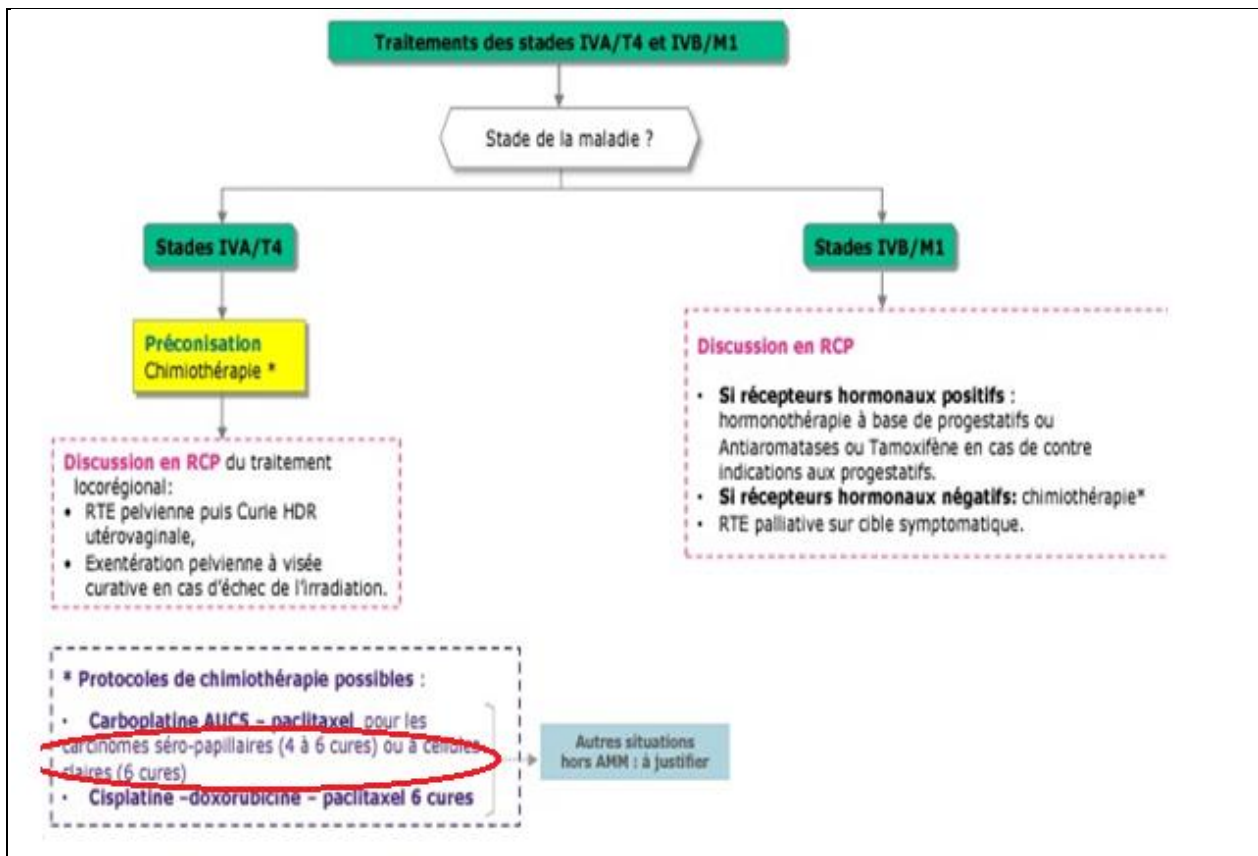 Traitements des stades IVA/T4 et IVB/M1
Stade de la maladie ?
Stades IVA/T4
Préconisation
Chimiothérapie *
Discussion en RCP du traitement
locorégional:
• RTE pelvienne puis Curie HDR
utérovaginale,
• Exentération pelvienne à visée
curative en cas d'échec de l'irradiation.
Stades IVB/M1
Discussion en RCP
• Si récepteurs hormonaux positifs :
hormonothérapie à base de progestatifs ou
Antiaromatases ou Tamoxifène en cas de contre
indications aux progestatifs.
• Si récepteurs hormonaux négatifs: chimiothérapie*
• RTE palliative sur cible symptomatique.
* Protocoles de chimiothérapie possibles :
• Carboplatine AUC5 – paclitaxel pour les
carcinomes séro-papillaires (4 à 6 cures) ou à cellules
claires (6 cures)
• Cisplatine –doxorubicine – paclitaxel 6 cures
Autres situations
hors AMM : à justifier